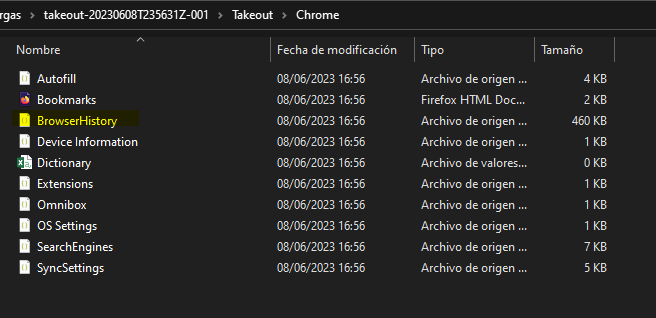 rgas > takeout-20230608T235631Z-001 > Takeout > Chrome
Nombre Fecha de modificación Tipo Tamaño
Autofill 08/06/2023 16:56 Archivo de origen ... 4 KB
Bookmarks 08/06/2023 16:56 Firefox HTML Doc... 2 KB
BrowserHistory 08/06/2023 16:56 Archivo de origen ... 460 KB
Device Information 08/06/2023 16:56 Archivo de origen ... 1 KB
Dictionary 08/06/2023 16:56 Archivo de valores... 0 KB
Extensions 08/06/2023 16:56 Archivo de origen ... 1 KB
Omnibox 08/06/2023 16:56 Archivo de origen ... 1 KB
OS Settings 08/06/2023 16:56 Archivo de origen ... 1 KB
SearchEngines 08/06/2023 16:56 Archivo de origen ... 7 KB
SyncSettings 08/06/2023 16:56 Archivo de origen ... 5 KB